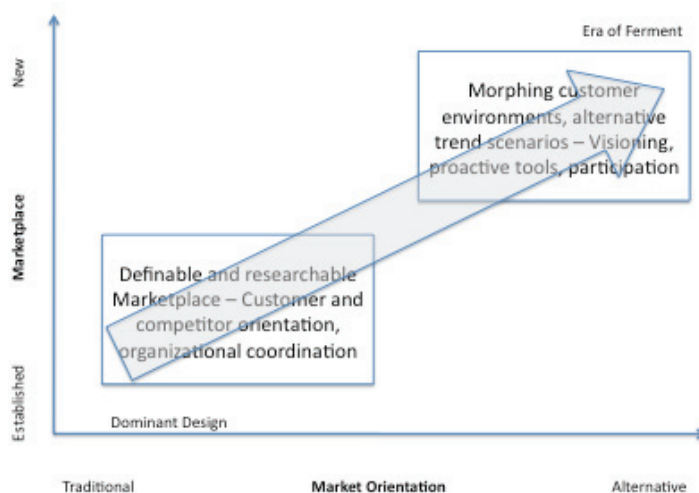 Era of Ferment
New
Morphing customer
environments, alternative
trend scenarios – Visioning,
proactive tools, participation
Marketplace
Definable and researchable
Marketplace – Customer and
competitor orientation,
organizational coordination
Established
Dominant Design
Traditional
Market Orientation
Alternative